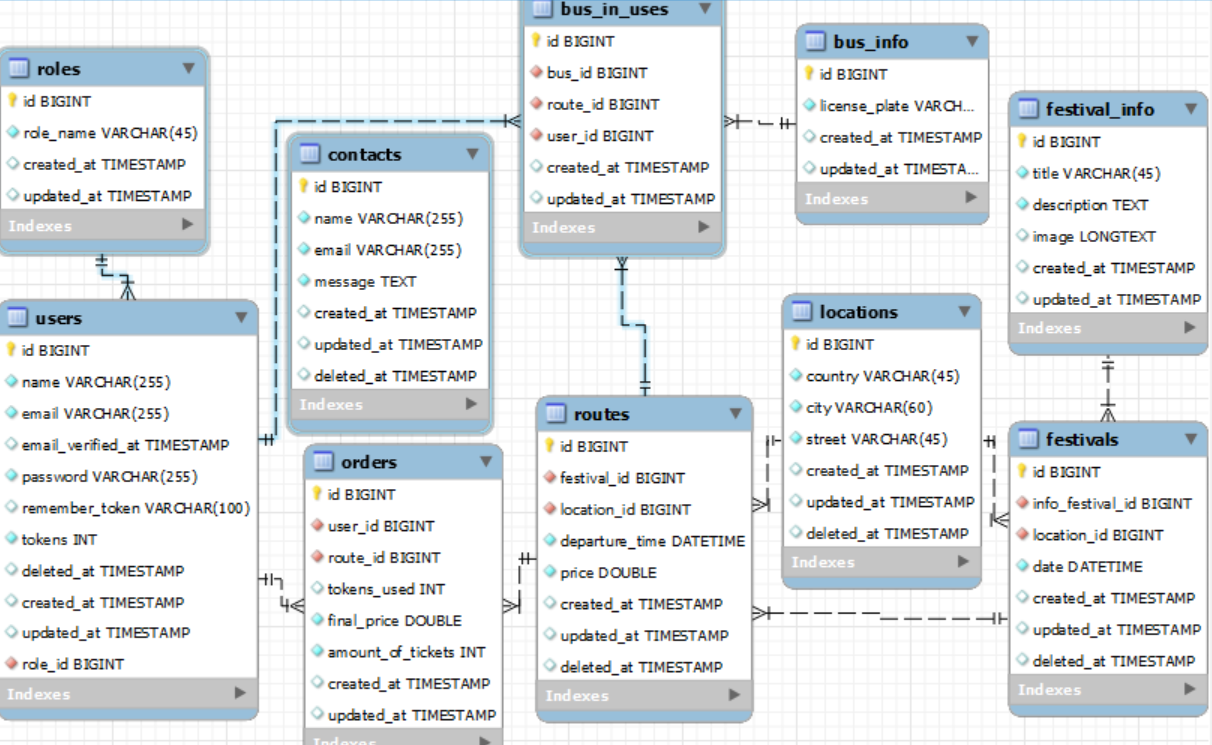 bus_in_uses
id BIGINT
bus_id BIGINT
route_id BIGINT
user_id BIGINT
created_at TIMESTAMP
updated_at TIMESTAMP
Indexes
bus_info
id BIGINT
license_plate VARCH...
created_at TIMESTAMP
updated_at TIMESTA...
Indexes
roles
id BIGINT
role_name VARCHAR(45)
created_at TIMESTAMP
updated_at TIMESTAMP
Indexes
festival_info
id BIGINT
title VARCHAR(45)
description TEXT
image LONGTEXT
created_at TIMESTAMP
updated_at TIMESTAMP
Indexes
contacts
id BIGINT
name VARCHAR(255)
email VARCHAR(255)
message TEXT
created_at TIMESTAMP
updated_at TIMESTAMP
deleted_at TIMESTAMP
Indexes
users
id BIGINT
name VARCHAR(255)
email VARCHAR(255)
email_verified_at TIMESTAMP
password VARCHAR(255)
remember_token VARCHAR(100)
tokens INT
deleted_at TIMESTAMP
created_at TIMESTAMP
updated_at TIMESTAMP
role_id BIGINT
Indexes
orders
id BIGINT
user_id BIGINT
route_id BIGINT
tokens_used INT
final_price DOUBLE
amount_of_tickets INT
created_at TIMESTAMP
updated_at TIMESTAMP
Indexes
routes
id BIGINT
festival_id BIGINT
location_id BIGINT
departure_time DATETIME
price DOUBLE
created_at TIMESTAMP
updated_at TIMESTAMP
deleted_at TIMESTAMP
Indexes
locations
id BIGINT
country VARCHAR(45)
city VARCHAR(60)
street VARCHAR(45)
created_at TIMESTAMP
updated_at TIMESTAMP
deleted_at TIMESTAMP
Indexes
festivals
id BIGINT
info_festival_id BIGINT
location_id BIGINT
date DATETIME
created_at TIMESTAMP
updated_at TIMESTAMP
deleted_at TIMESTAMP
Indexes